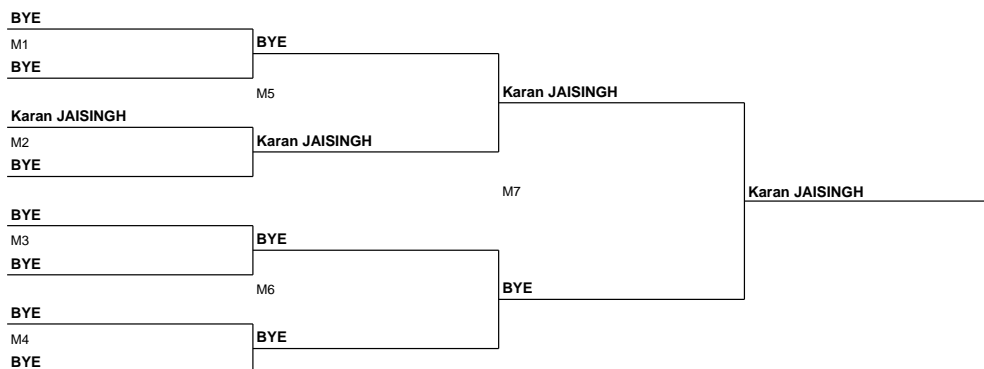 BYE
M1
BYE
BYE
M5
Karan JAISINGH
Karan JAISINGH
M2
Karan JAISINGH
BYE
M7
Karan JAISINGH
BYE
M3
BYE
BYE
M6
BYE
BYE
M4
BYE
BYE